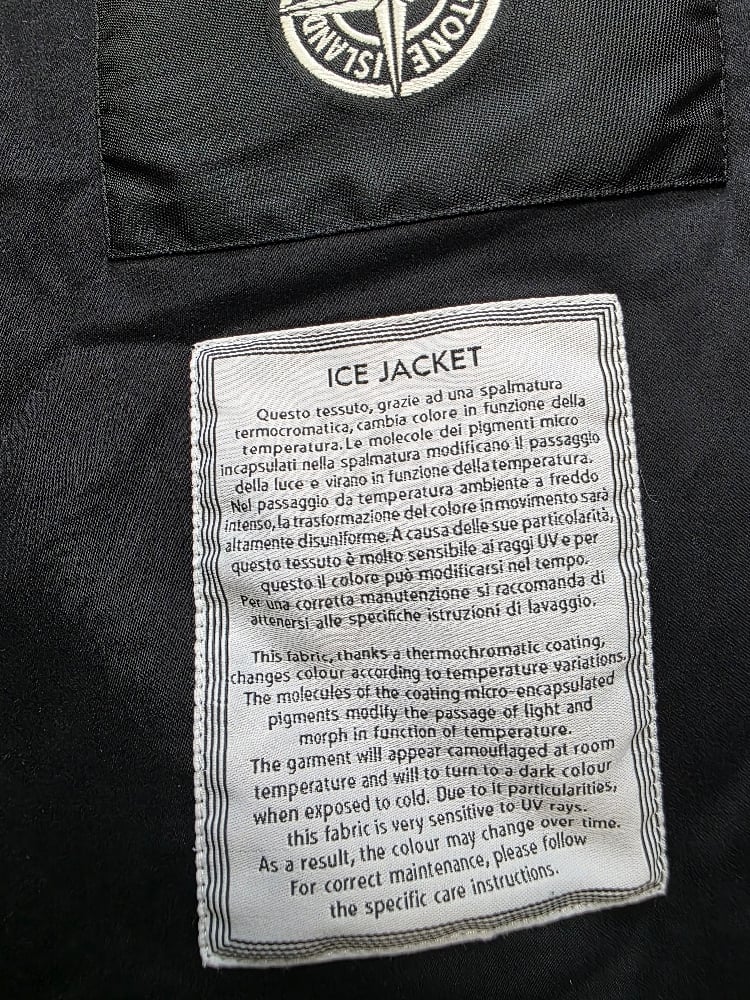 ISLAND STONE
ICE JACKET
Questo tessuto, grazie ad una spalmatura
termocromatica, cambia colore in funzione della
temperatura. Le molecole dei pigmenti micro
incapsulati nella spalmatura modificano il passaggio
della luce e virano in funzione della temperatura.
Nel passaggio da temperatura ambiente a freddo
intenso, la trasformazione del colore in movimento sarà
altamente disuniforme. A causa delle sue particolarità,
questo tessuto è molto sensibile ai raggi UV e per
questo il colore può modificarsi nel tempo.
Per una corretta manutenzione si raccomanda di
attenersi alle specifiche istruzioni di lavaggio.
This fabric, thanks a thermochromatic coating,
changes colour according to temperature variations.
The molecules of the coating micro-encapsulated
pigments modify the passage of light and
morph in function of temperature.
The garment will appear camouflaged at room
temperature and will to turn to a dark colour
when exposed to cold. Due to it particularities,
this fabric is very sensitive to UV rays.
As a result, the colour may change over time.
For correct maintenance, please follow
the specific care instructions.